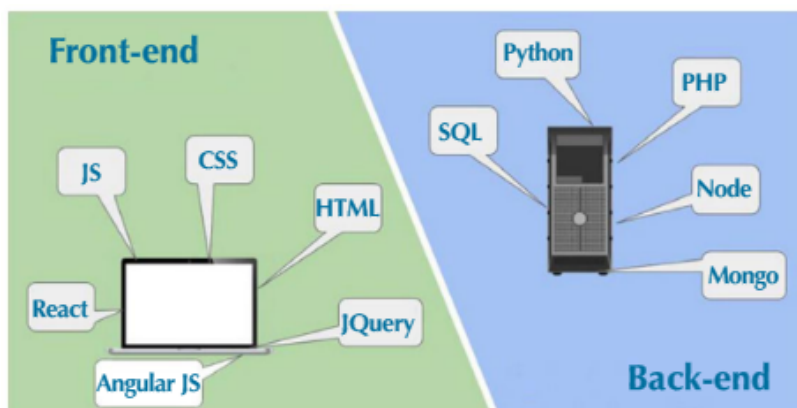 Front-end
JS
CSS
HTML
React
JQuery
Angular JS
Python
PHP
SQL
Node
Mongo
Back-end